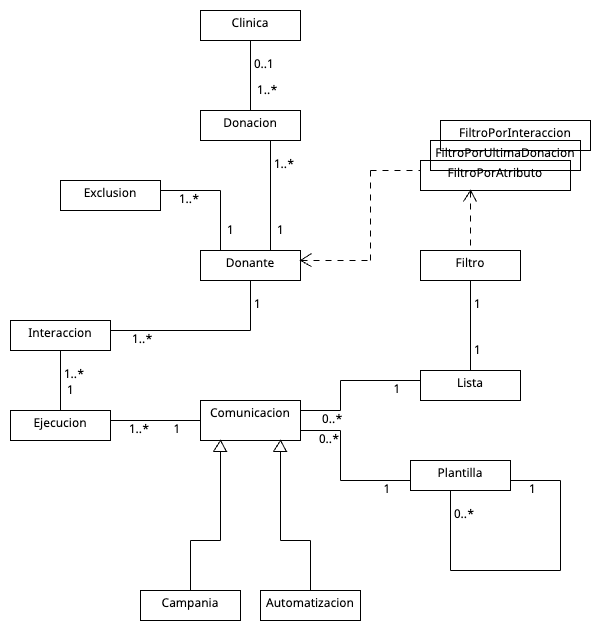 Clinica
0..1
1..*
Donacion
1..*
1
FiltroPorInteraccion
FiltroPorUltimaDonacion
FiltroPorAtributo
Exclusion
1..*
1
Donante
Filtro
1
1
1
Interaccion
1..*
1..*
1
Ejecucion
1..*
1
Comunicacion
0..*
1
Lista
0..*
1
Plantilla
1
0..*
Campania
Automatizacion